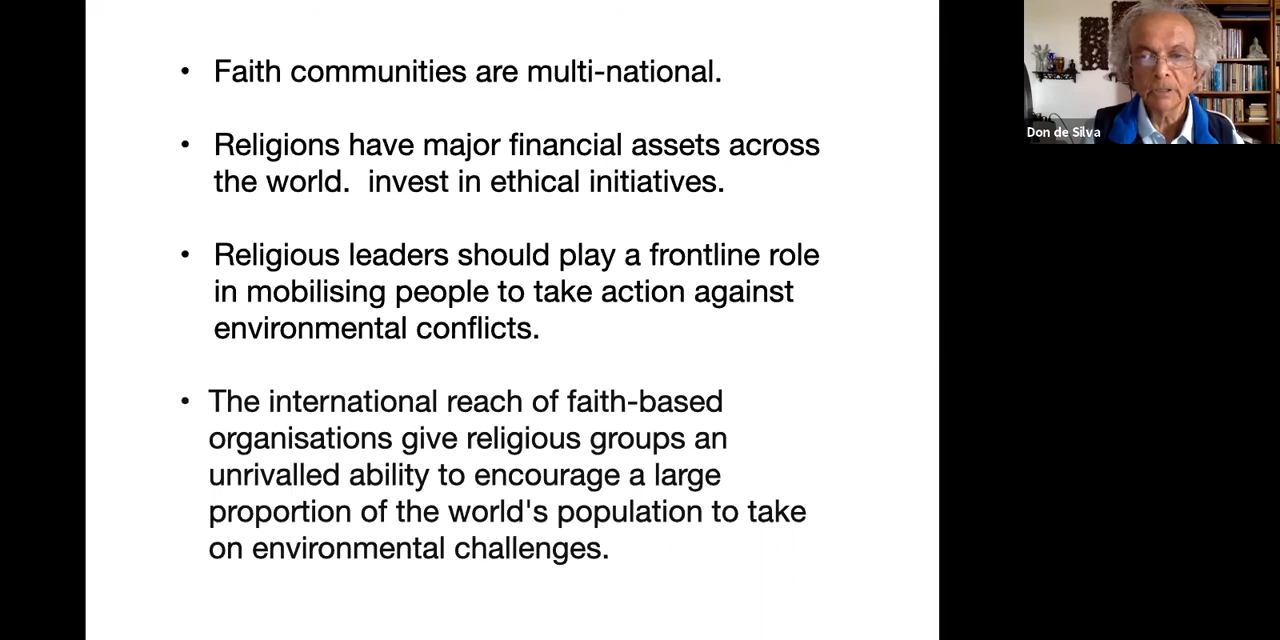 • Faith communities are multi-national.
• Religions have major financial assets across
the world.  invest in ethical initiatives.
• Religious leaders should play a frontline role
in mobilising people to take action against
environmental conflicts.
• The international reach of faith-based
organisations give religious groups an
unrivalled ability to encourage a large
proportion of the world's population to take
on environmental challenges.
Don de Silva